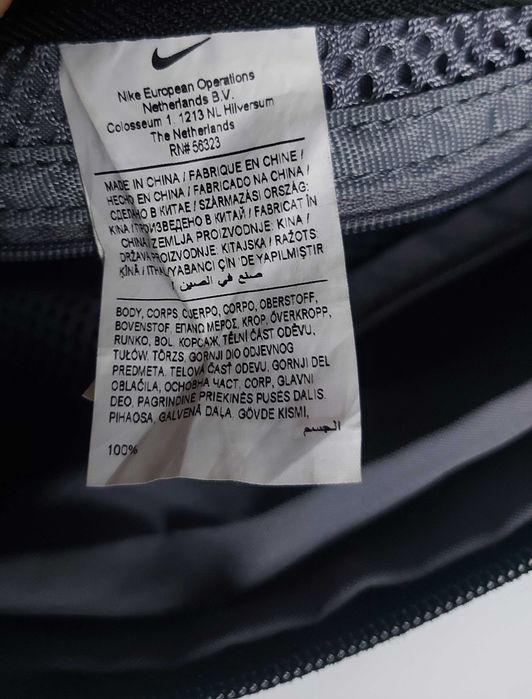 Nike European Operations
Netherlands B.V.
Colosseum 1, 1213 NL Hilversum
The Netherlands
RN# 56323
MADE IN CHINA / FABRIQUE EN CHINE /
HECHO EN CHINA / FABRICADO NA CHINA /
СДЕЛАНО В КИТАЕ / SZÁRMAZÁSI ORSZÁG:
KÍNA / ПРОИЗВЕДЕНО В КИТАЙ / FABRICAT ÎN
CHINA / ZEMLJA PROIZVODNJE: KINA /
DRŽAVA PROIZVODNJE: KITAJSKA / RAŽOTS
ĶĪNĀ / ITHAL/YABANCI ÇİN DE YAPILMIŞTIR
صنع في الصين
BODY, CORPS, CUERPO, CORPO, OBERSTOFF,
BOVENSTOF, ΕΠΑΝΩ ΜΕΡΟΣ, KROP, ÖVERKROPP,
RUNKO, BOL, КОРСАЖ, TĚLNÍ ČÁST ODĚVU,
TUŁÓW, TÖRZS, GORNJI DIO ODJEVNOG
PREDMETA, TELOVÁ ČASŤ ODEVU, GORNJI DEL
OBLAČILA, ОСНОВНА ЧАСТ, CORP, GLAVNI
DEO, PAGRINDINĖ PRIEKINĖS PUSĖS DALIS,
PIHAOSA, GALVENĀ DAĻA, GÖVDE KISMI,
الجسم
100%